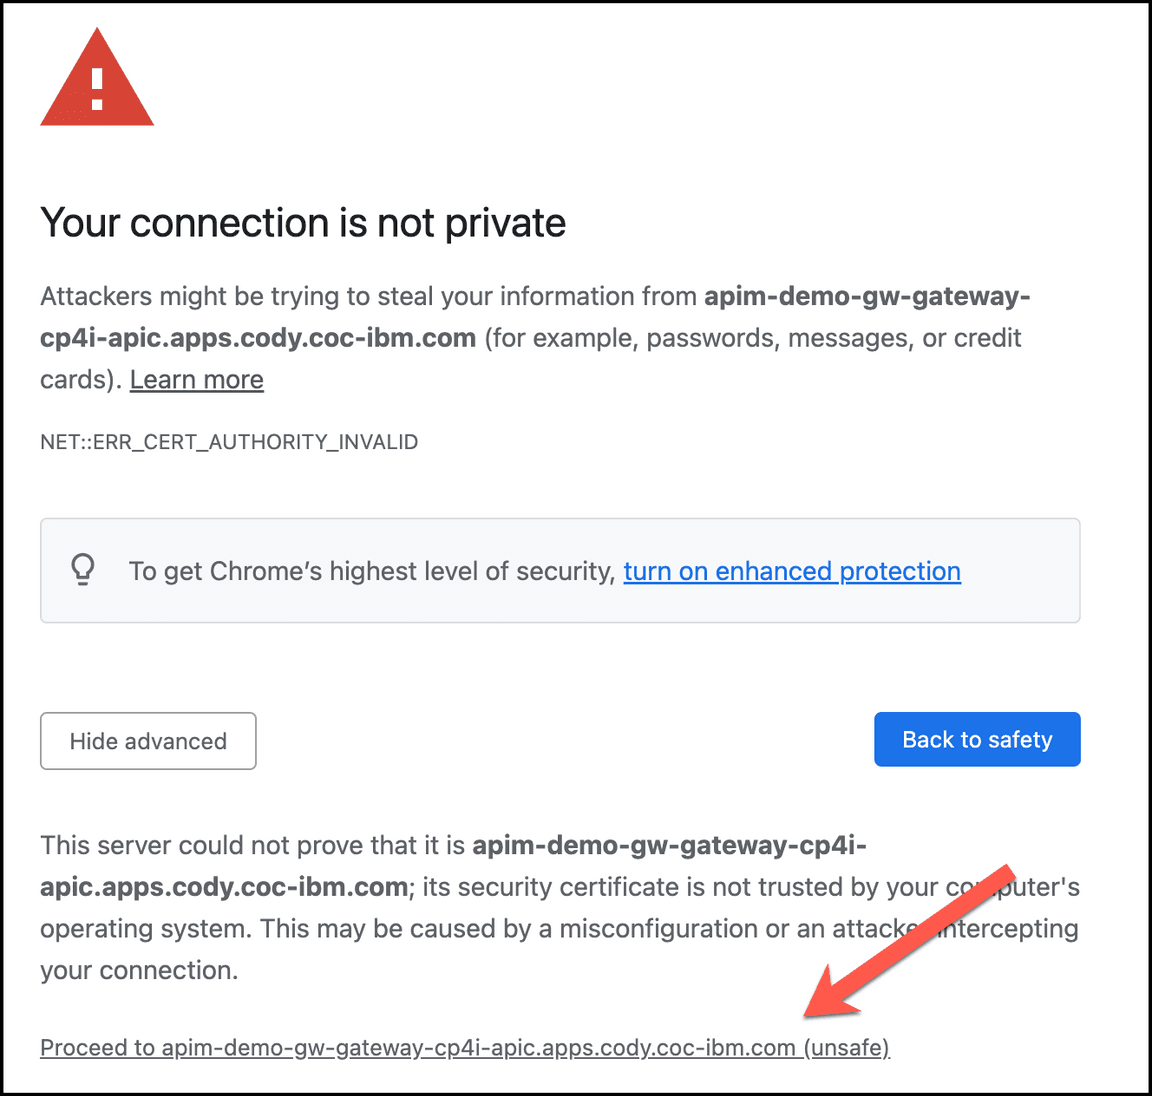 Your connection is not private
Attackers might be trying to steal your information from apim-demo-gw-gateway-
cp4i-apic.apps.cody.coc-ibm.com (for example, passwords, messages, or credit
cards). Learn more
NET::ERR_CERT_AUTHORITY_INVALID
To get Chrome’s highest level of security, turn on enhanced protection
Hide advanced
Back to safety
This server could not prove that it is apim-demo-gw-gateway-cp4i-
apic.apps.cody.coc-ibm.com; its security certificate is not trusted by your computer's
operating system. This may be caused by a misconfiguration or an attacker intercepting
your connection.
Proceed to apim-demo-gw-gateway-cp4i-apic.apps.cody.coc-ibm.com (unsafe)